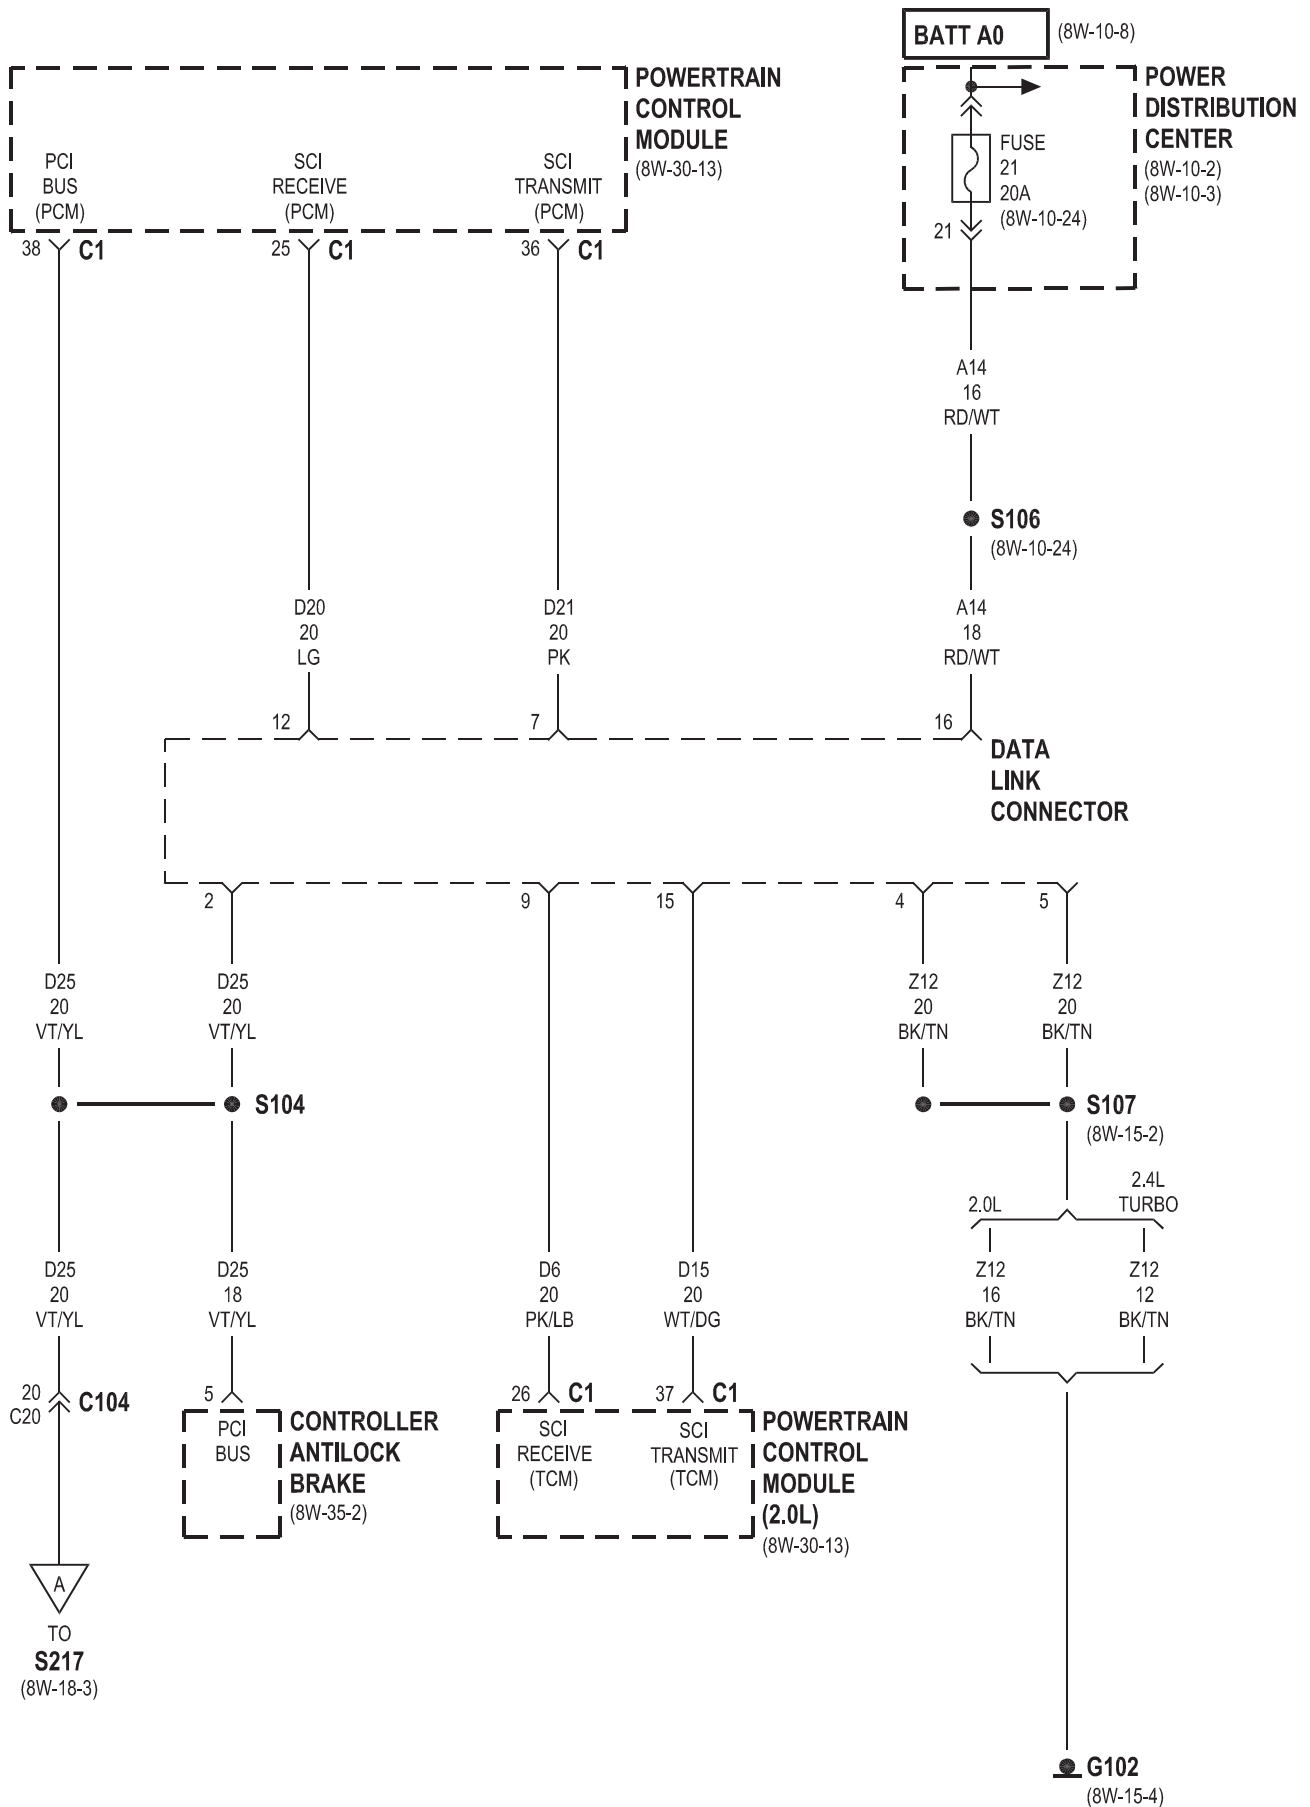 BATT A0
(8W-10-8)
POWERTRAIN
CONTROL
MODULE
(8W-30-13)
PCI
BUS
(PCM)
SCI
RECEIVE
(PCM)
SCI
TRANSMIT
(PCM)
38 C1
25 C1
36 C1
POWER
DISTRIBUTION
CENTER
(8W-10-2)
(8W-10-3)
FUSE
21
20A
(8W-10-24)
21
A14
16
RD/WT
S106
(8W-10-24)
D20
20
LG
D21
20
PK
A14
18
RD/WT
12
7
16
DATA
LINK
CONNECTOR
2
9
15
4
5
D25
20
VT/YL
D25
20
VT/YL
Z12
20
BK/TN
Z12
20
BK/TN
S104
S107
(8W-15-2)
2.0L
2.4L
TURBO
D25
20
VT/YL
D25
18
VT/YL
D6
20
PK/LB
D15
20
WT/DG
Z12
16
BK/TN
Z12
12
BK/TN
20
C20
C104
5
26 C1
37 C1
PCI
BUS
CONTROLLER
ANTILOCK
BRAKE
(8W-35-2)
SCI
RECEIVE
(TCM)
SCI
TRANSMIT
(TCM)
POWERTRAIN
CONTROL
MODULE
(2.0L)
(8W-30-13)
A
TO
S217
(8W-18-3)
G102
(8W-15-4)